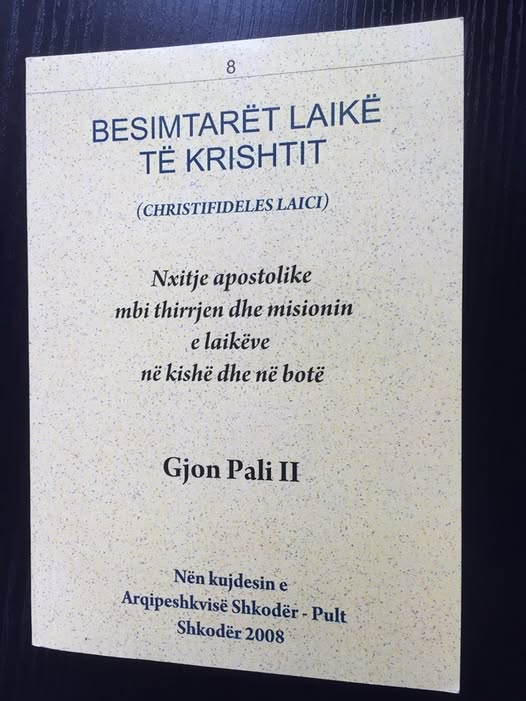 8
BESIMTARËT LAIKË
TË KRISHTIT
(CHRISTIFIDELES LAICI)
Nxitje apostolike
mbi thirrjen dhe misionin
e laikëve
në kishë dhe në botë
Gjon Pali II
Nën kujdesin e
Arqipeshkvisë Shkodër - Pult
Shkodër 2008